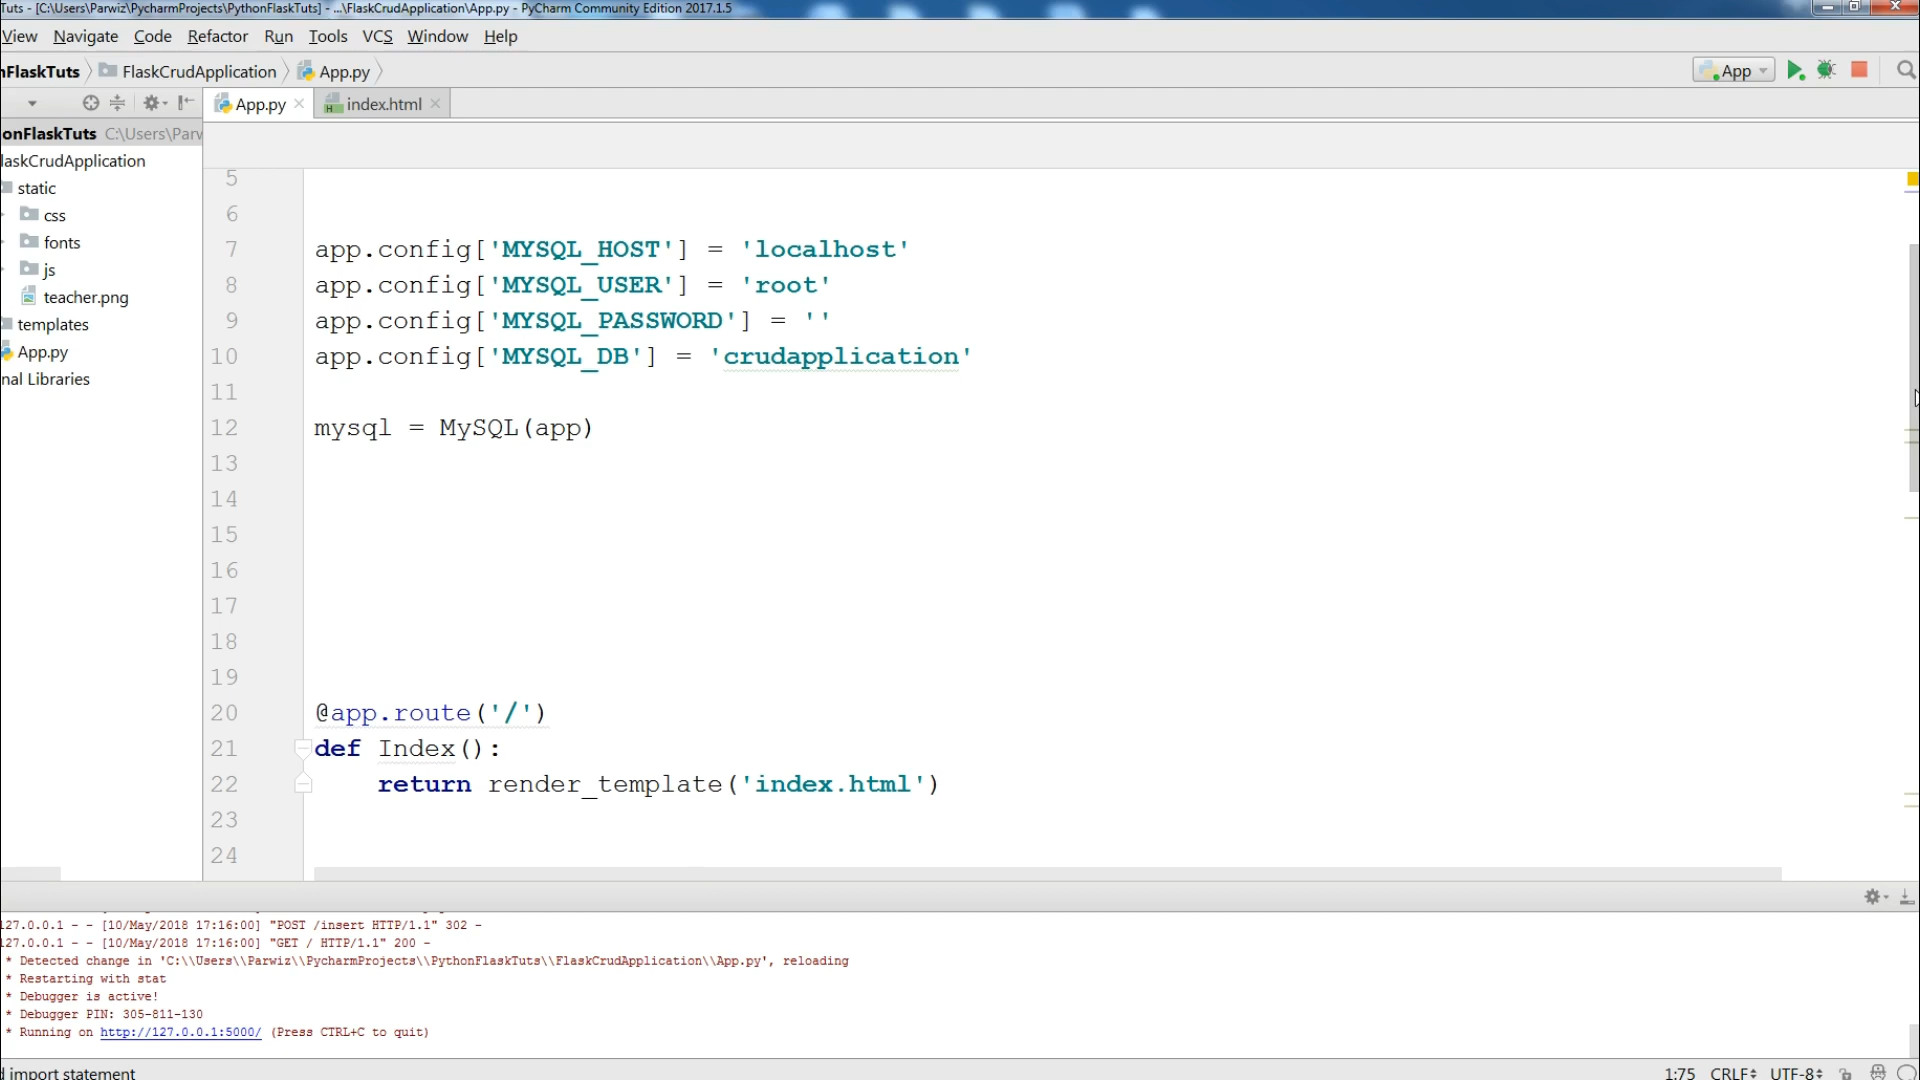 Tuts - [C:\Users\Parwiz\PycharmProjects\PythonFlaskTuts] - ...\FlaskCrudApplication\App.py - PyCharm Community Edition 2017.1.5
View Navigate Code Refactor Run Tools VCS Window Help
nFlaskTuts FlaskCrudApplication App.py App
App.py index.html
onFlaskTuts C:\Users\Parw
laskCrudApplication
static
css
fonts
js
teacher.png
templates
App.py
nal Libraries
5
6
7 app.config['MYSQL_HOST'] = 'localhost'
8 app.config['MYSQL_USER'] = 'root'
9 app.config['MYSQL_PASSWORD'] = ''
10 app.config['MYSQL_DB'] = 'crudapplication'
11
12 mysql = MySQL(app)
13
14
15
16
17
18
19
20 @app.route('/')
21 def Index():
22 return render_template('index.html')
23
24
127.0.0.1 - - [10/May/2018 17:16:00] "POST /insert HTTP/1.1" 302 -
127.0.0.1 - - [10/May/2018 17:16:00] "GET / HTTP/1.1" 200 -
* Detected change in 'C:\\Users\\Parwiz\\PycharmProjects\\PythonFlaskTuts\\FlaskCrudApplication\\App.py', reloading
* Restarting with stat
* Debugger is active!
* Debugger PIN: 305-811-130
* Running on http://127.0.0.1:5000/ (Press CTRL+C to quit)
d import statement 1:75 CRLF UTF-8